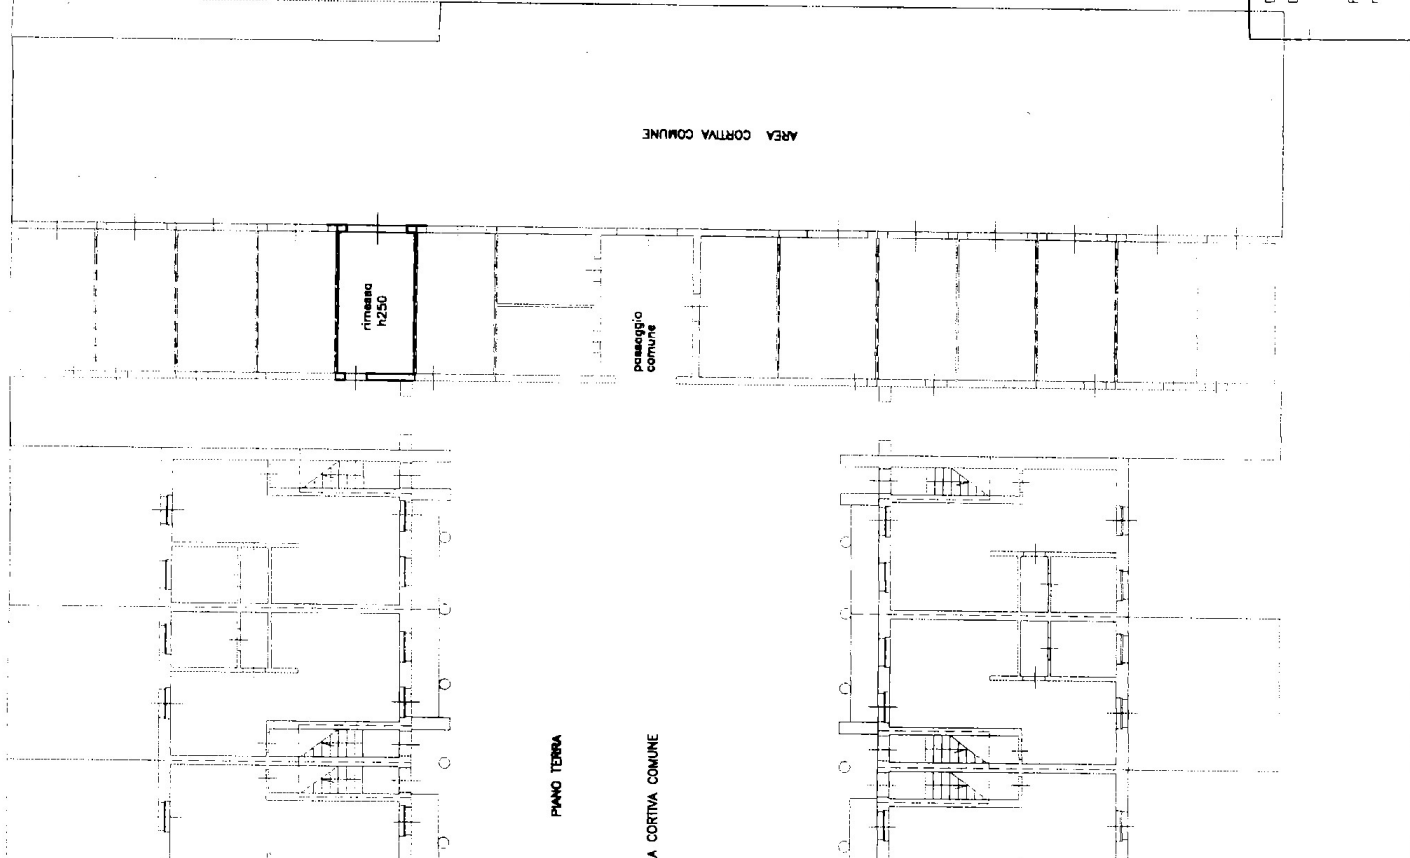 AREA CORTIVA COMUNE
rimessa
h250
passaggio
comune
PIANO TERRA
A CORTIVA COMUNE